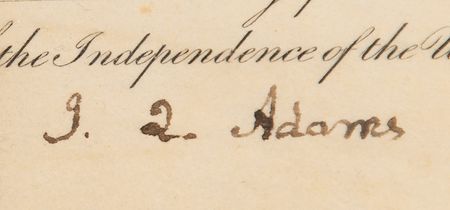 the Independence of the
J. Q. Adams